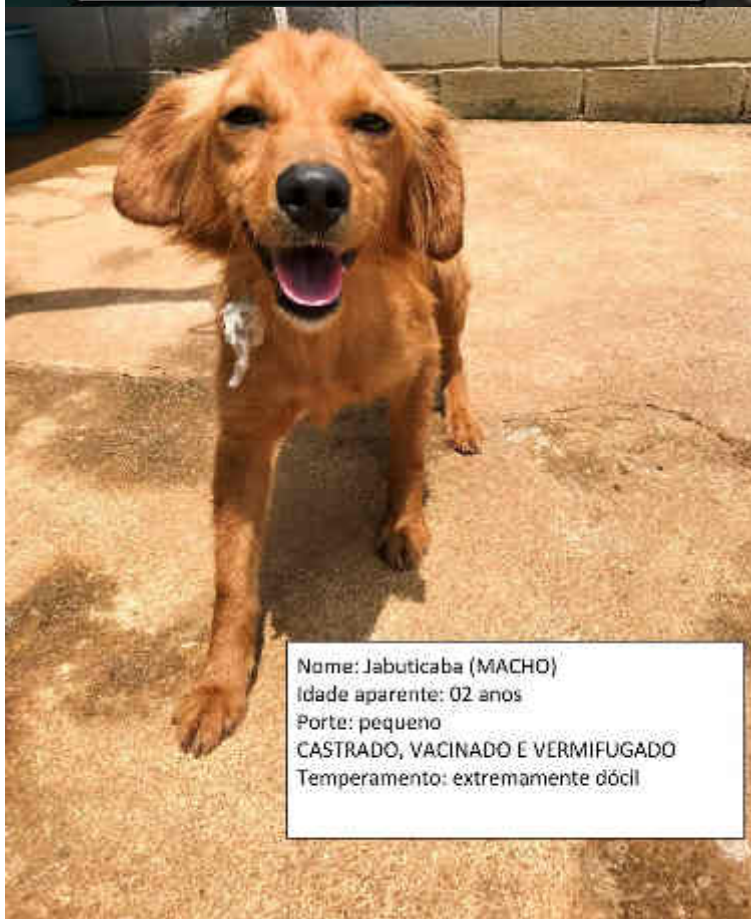 Nome: Jabuticaba (MACHO)
Idade aparente: 02 anos
Porte: pequeno
CASTRADO, VACINADO E VERMIFUGADO
Temperamento: extremamente dócil